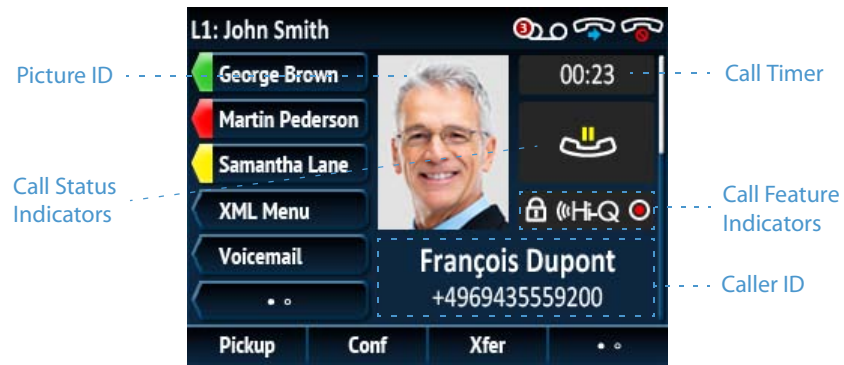 L1: John Smith
3
Picture ID
George Brown
00:23
Call Timer
Martin Pederson
Samantha Lane
Call Status
Indicators
XML Menu
Hi-Q
Call Feature
Indicators
Voicemail
François Dupont
+4969435559200
Caller ID
Pickup
Conf
Xfer